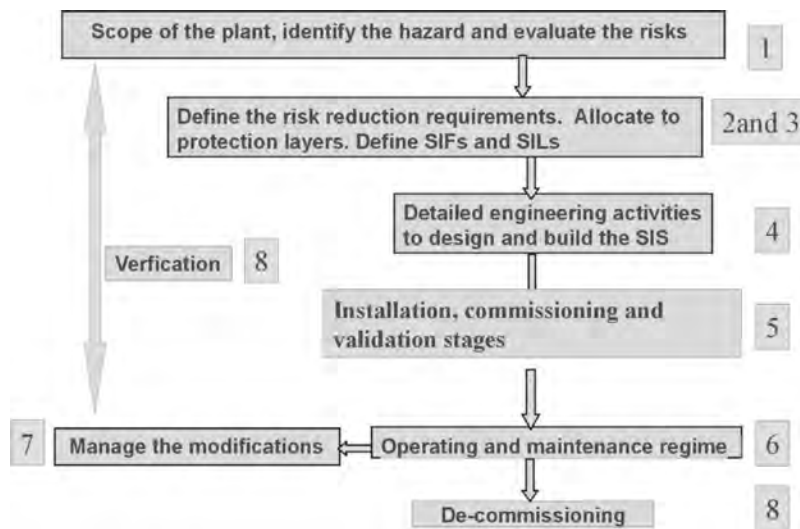 Scope of the plant, identify the hazard and evaluate the risks
1
Define the risk reduction requirements. Allocate to
protection layers. Define SIFs and SILs
2and 3
Detailed engineering activities
to design and build the SIS
4
Verfication
8
Installation, commissioning and
validation stages
5
7
Manage the modifications
Operating and maintenance regime
6
De-commissioning
8